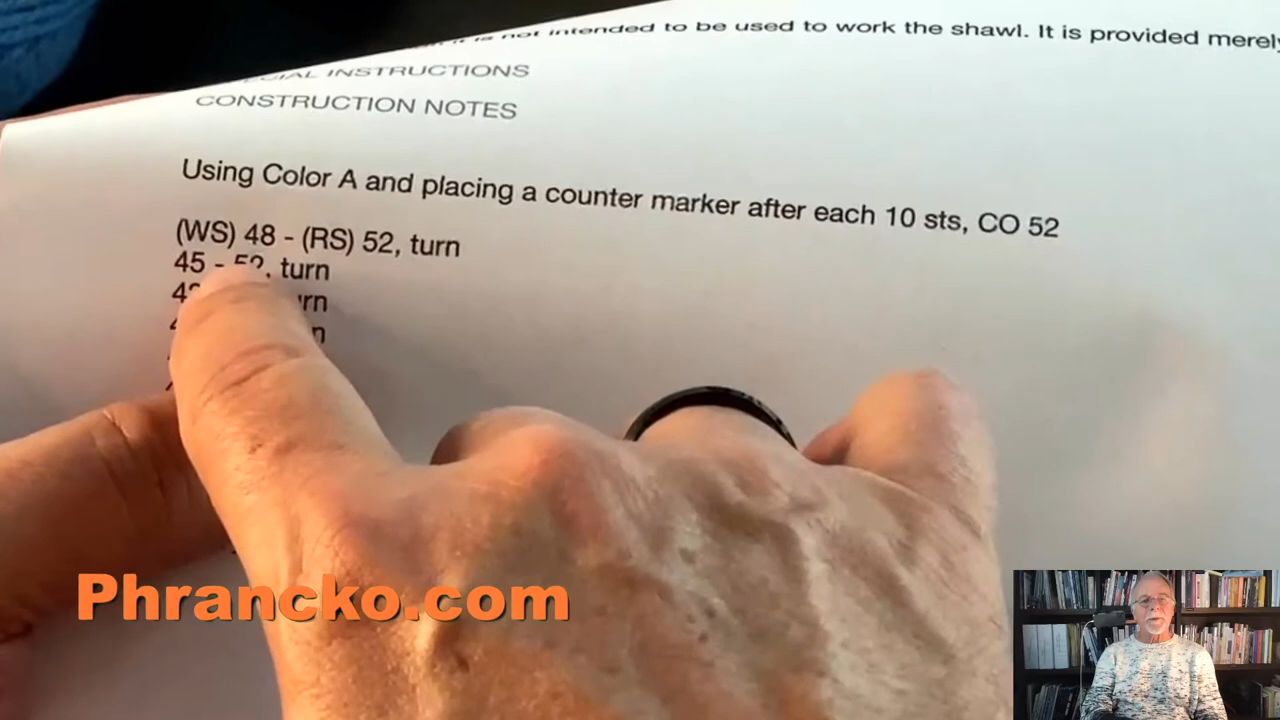 not intended to be used to work the shawl. It is provided merely
INSTRUCTIONS
CONSTRUCTION NOTES
Using Color A and placing a counter marker after each 10 sts, CO 52
(WS) 48 - (RS) 52, turn
45 - 52, turn
Phrancko.com